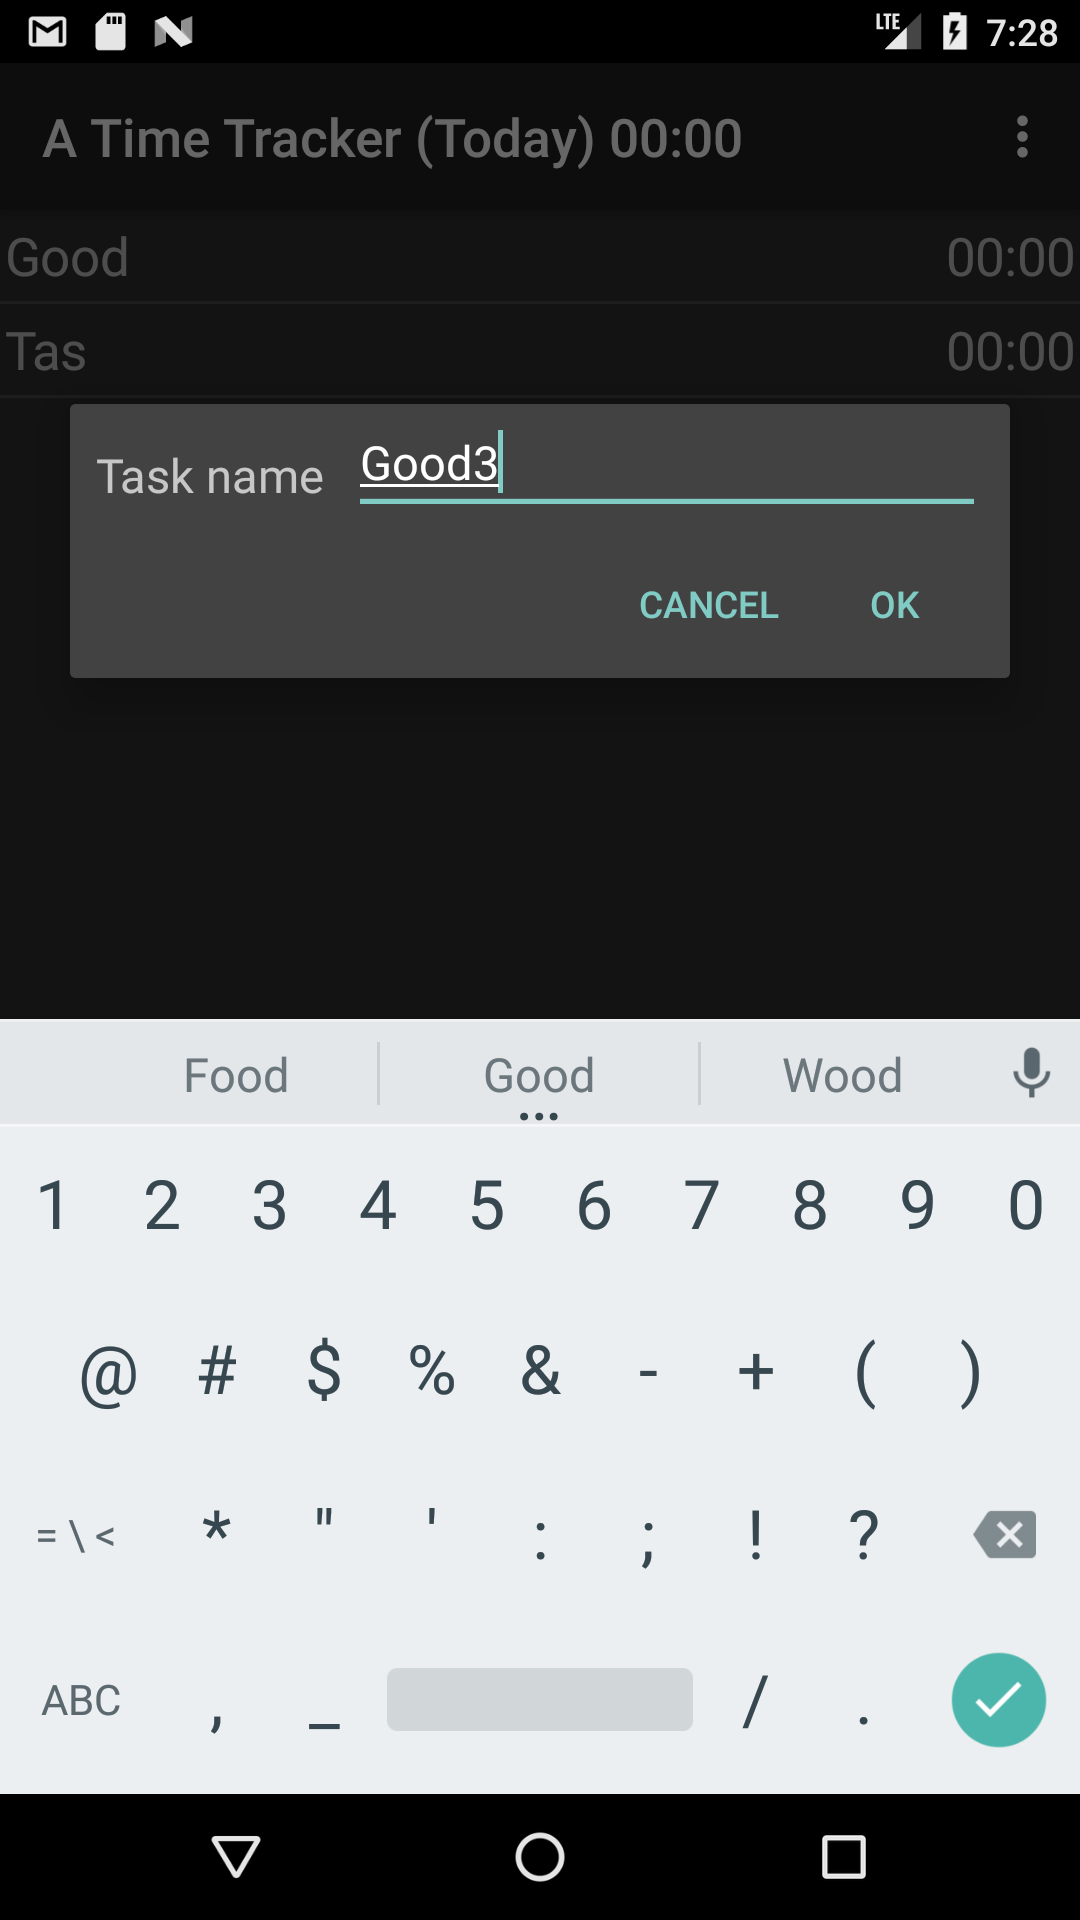 LTE 7:28
A Time Tracker (Today) 00:00
Good 00:00
Tas 00:00
Task name Good3
CANCEL OK
Food Good Wood
1 2 3 4 5 6 7 8 9 0
@ # $ % & - + ( )
= \ < * " ' : ; ! ?
ABC , _ / .